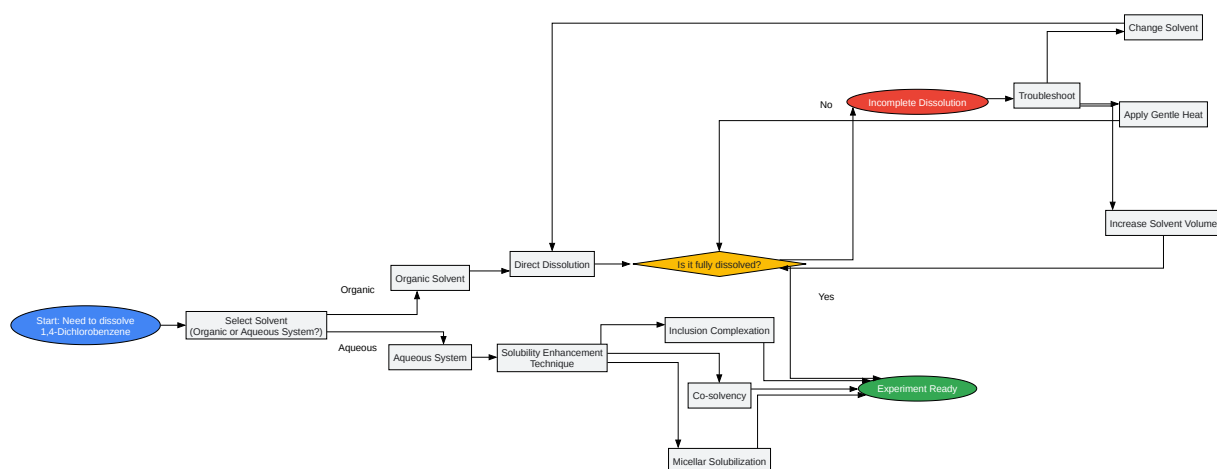 Change Solvent
Troubleshoot
Incomplete Dissolution
No
Apply Gentle Heat
Increase Solvent Volume
Direct Dissolution
Is it fully dissolved?
Organic Solvent
Organic
Yes
Start: Need to dissolve
1,4-Dichlorobenzene
Select Solvent
(Organic or Aqueous System?)
Inclusion Complexation
Aqueous
Aqueous System
Solubility Enhancement
Technique
Co-solvency
Experiment Ready
Micellar Solubilization